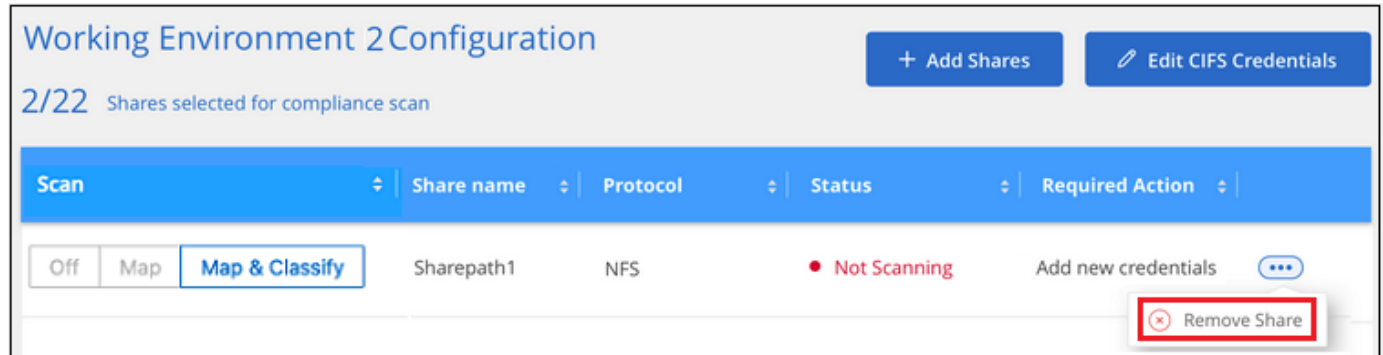 Working Environment 2 Configuration
+ Add Shares
Edit CIFS Credentials
2/22 Shares selected for compliance scan
Scan Share name Protocol Status Required Action
Off Map Map & Classify Sharepath1 NFS Not Scanning Add new credentials
Remove Share